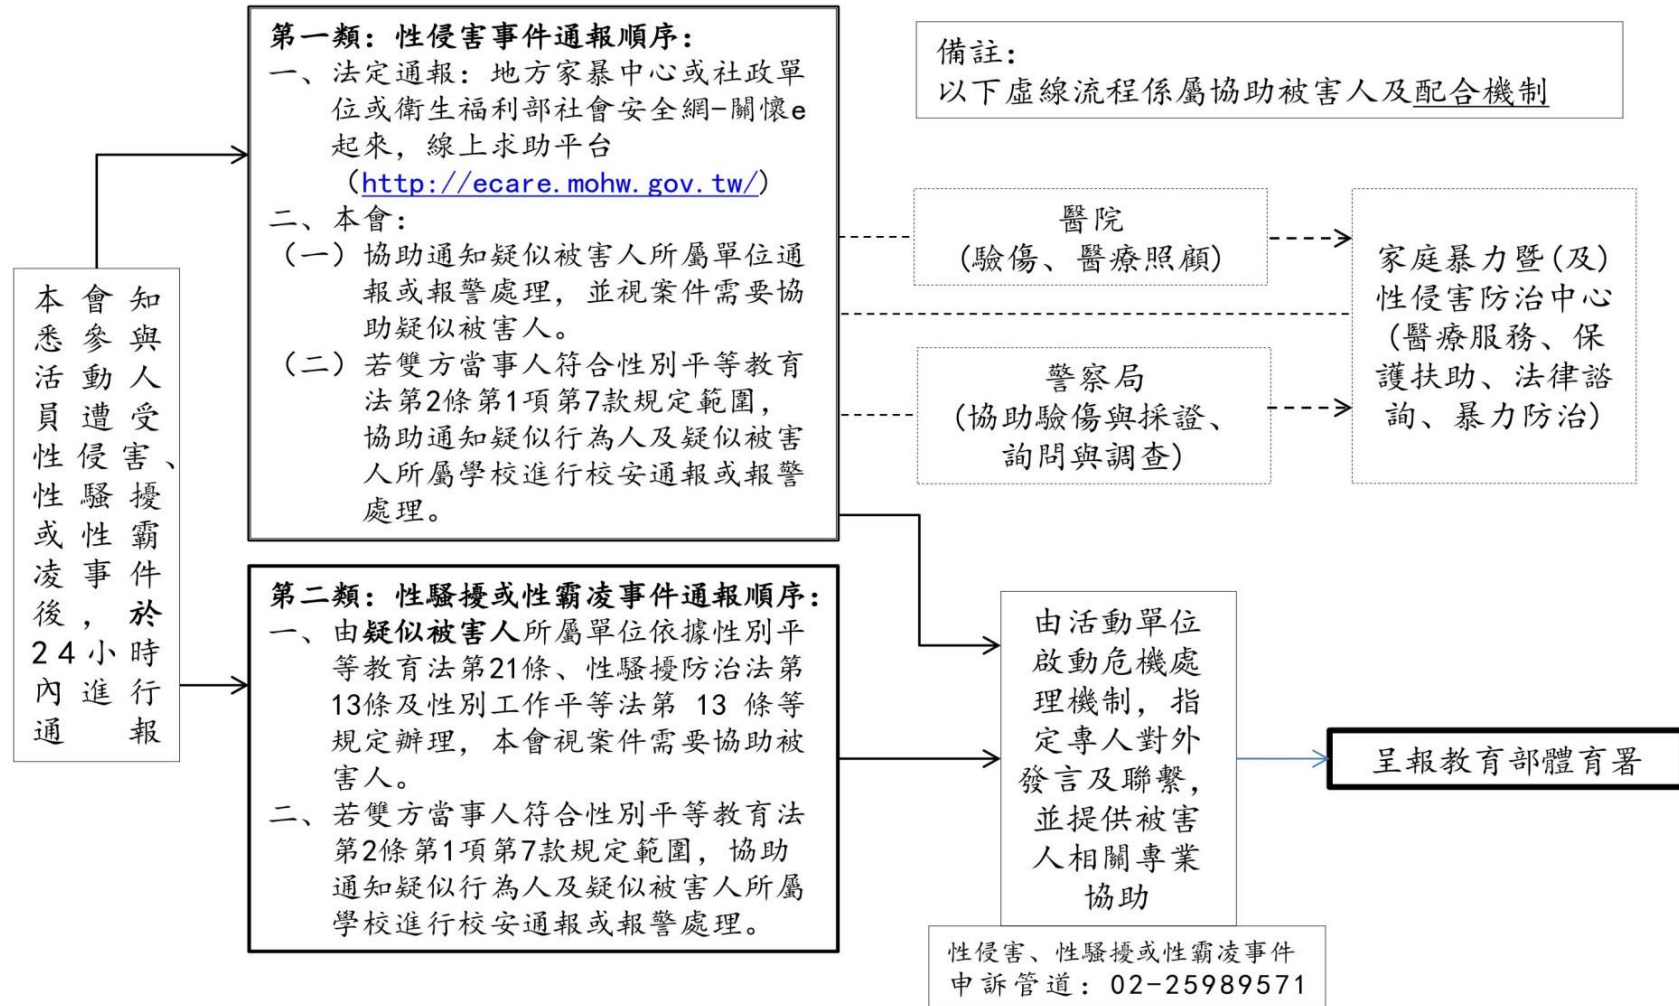 本會知
悉參與
活動人
員遭受
性侵害、
性騷擾
或性霸
凌事件
後，於
24小時
內進行
通報
第一類：性侵害事件通報順序：
一、法定通報：地方家暴中心或社政單
位或衛生福利部社會安全網-關懷e
起來，線上求助平台
（http://ecare.mohw.gov.tw/）
二、本會：
（一）協助通知疑似被害人所屬單位通
報或報警處理，並視案件需要協
助疑似被害人。
（二）若雙方當事人符合性別平等教育
法第2條第1項第7款規定範圍，
協助通知疑似行為人及疑似被害
人所屬學校進行校安通報或報警
處理。
第二類：性騷擾或性霸凌事件通報順序：
一、由疑似被害人所屬單位依據性別平
等教育法第21條、性騷擾防治法第
13條及性別工作平等法第 13 條等
規定辦理，本會視案件需要協助被
害人。
二、若雙方當事人符合性別平等教育法
第2條第1項第7款規定範圍，協助
通知疑似行為人及疑似被害人所屬
學校進行校安通報或報警處理。
備註：
以下虛線流程係屬協助被害人及配合機制
醫院
(驗傷、醫療照顧)
警察局
(協助驗傷與採證、
詢問與調查)
家庭暴力暨(及)
性侵害防治中心
(醫療服務、保
護扶助、法律諮
詢、暴力防治)
由活動單位
啟動危機處
理機制，指
定專人對外
發言及聯繫，
並提供被害
人相關專業
協助
呈報教育部體育署
性侵害、性騷擾或性霸凌事件
申訴管道：02-25989571